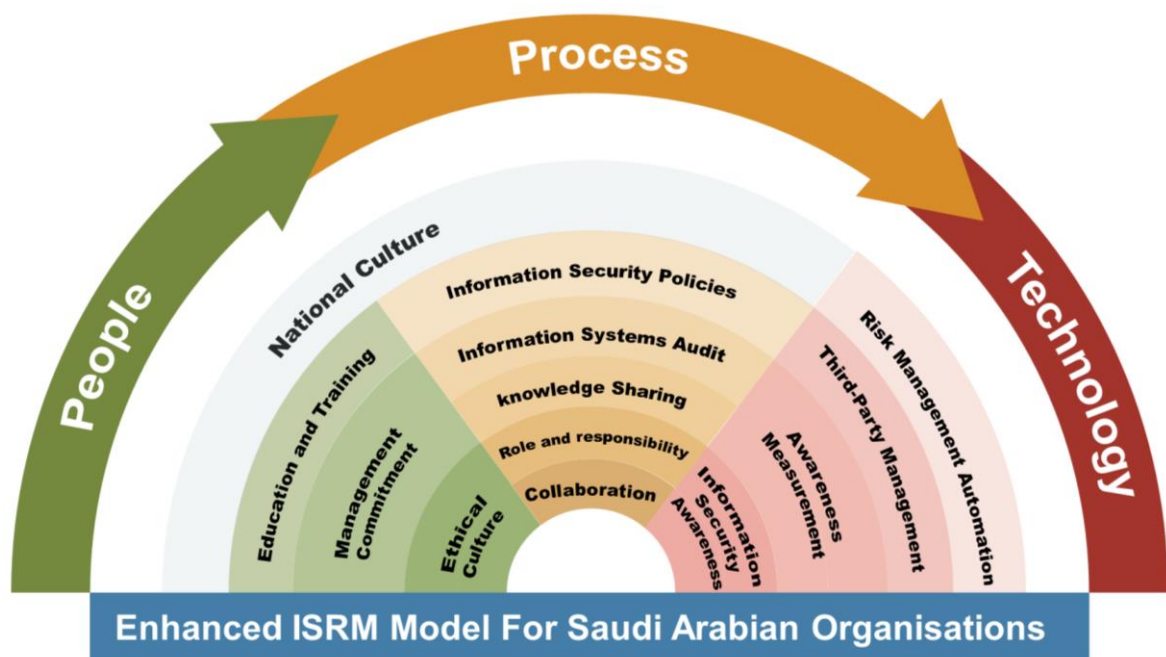 People
Process
Technology
National Culture
Education and Training
Management
Commitment
Ethical
Culture
Information Security Policies
Information Systems Audit
knowledge Sharing
Role and responsibility
Collaboration
Information
Security
Awareness
Awareness
Measurement
Third-Party Management
Risk Management Automation
Enhanced ISRM Model For Saudi Arabian Organisations